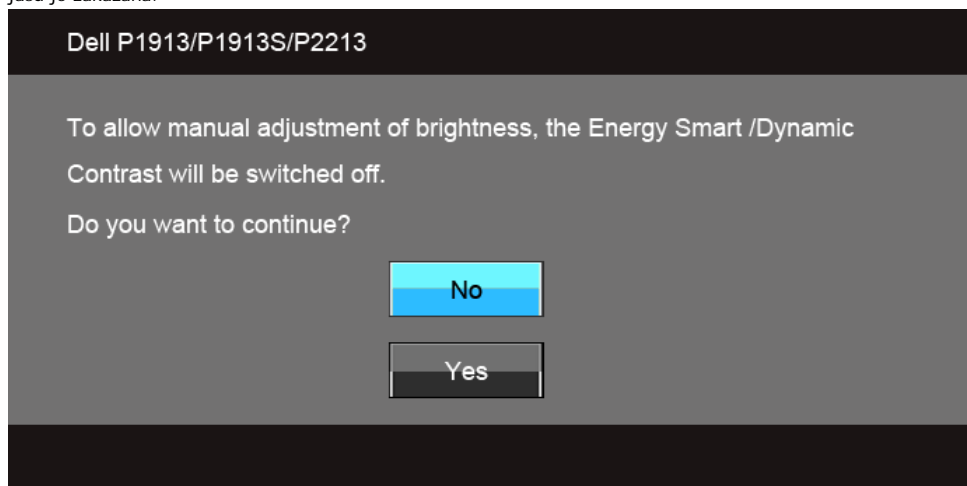 Dell P1913/P1913S/P2213
To allow manual adjustment of brightness, the Energy Smart /Dynamic
Contrast will be switched off.
Do you want to continue?
No
Yes